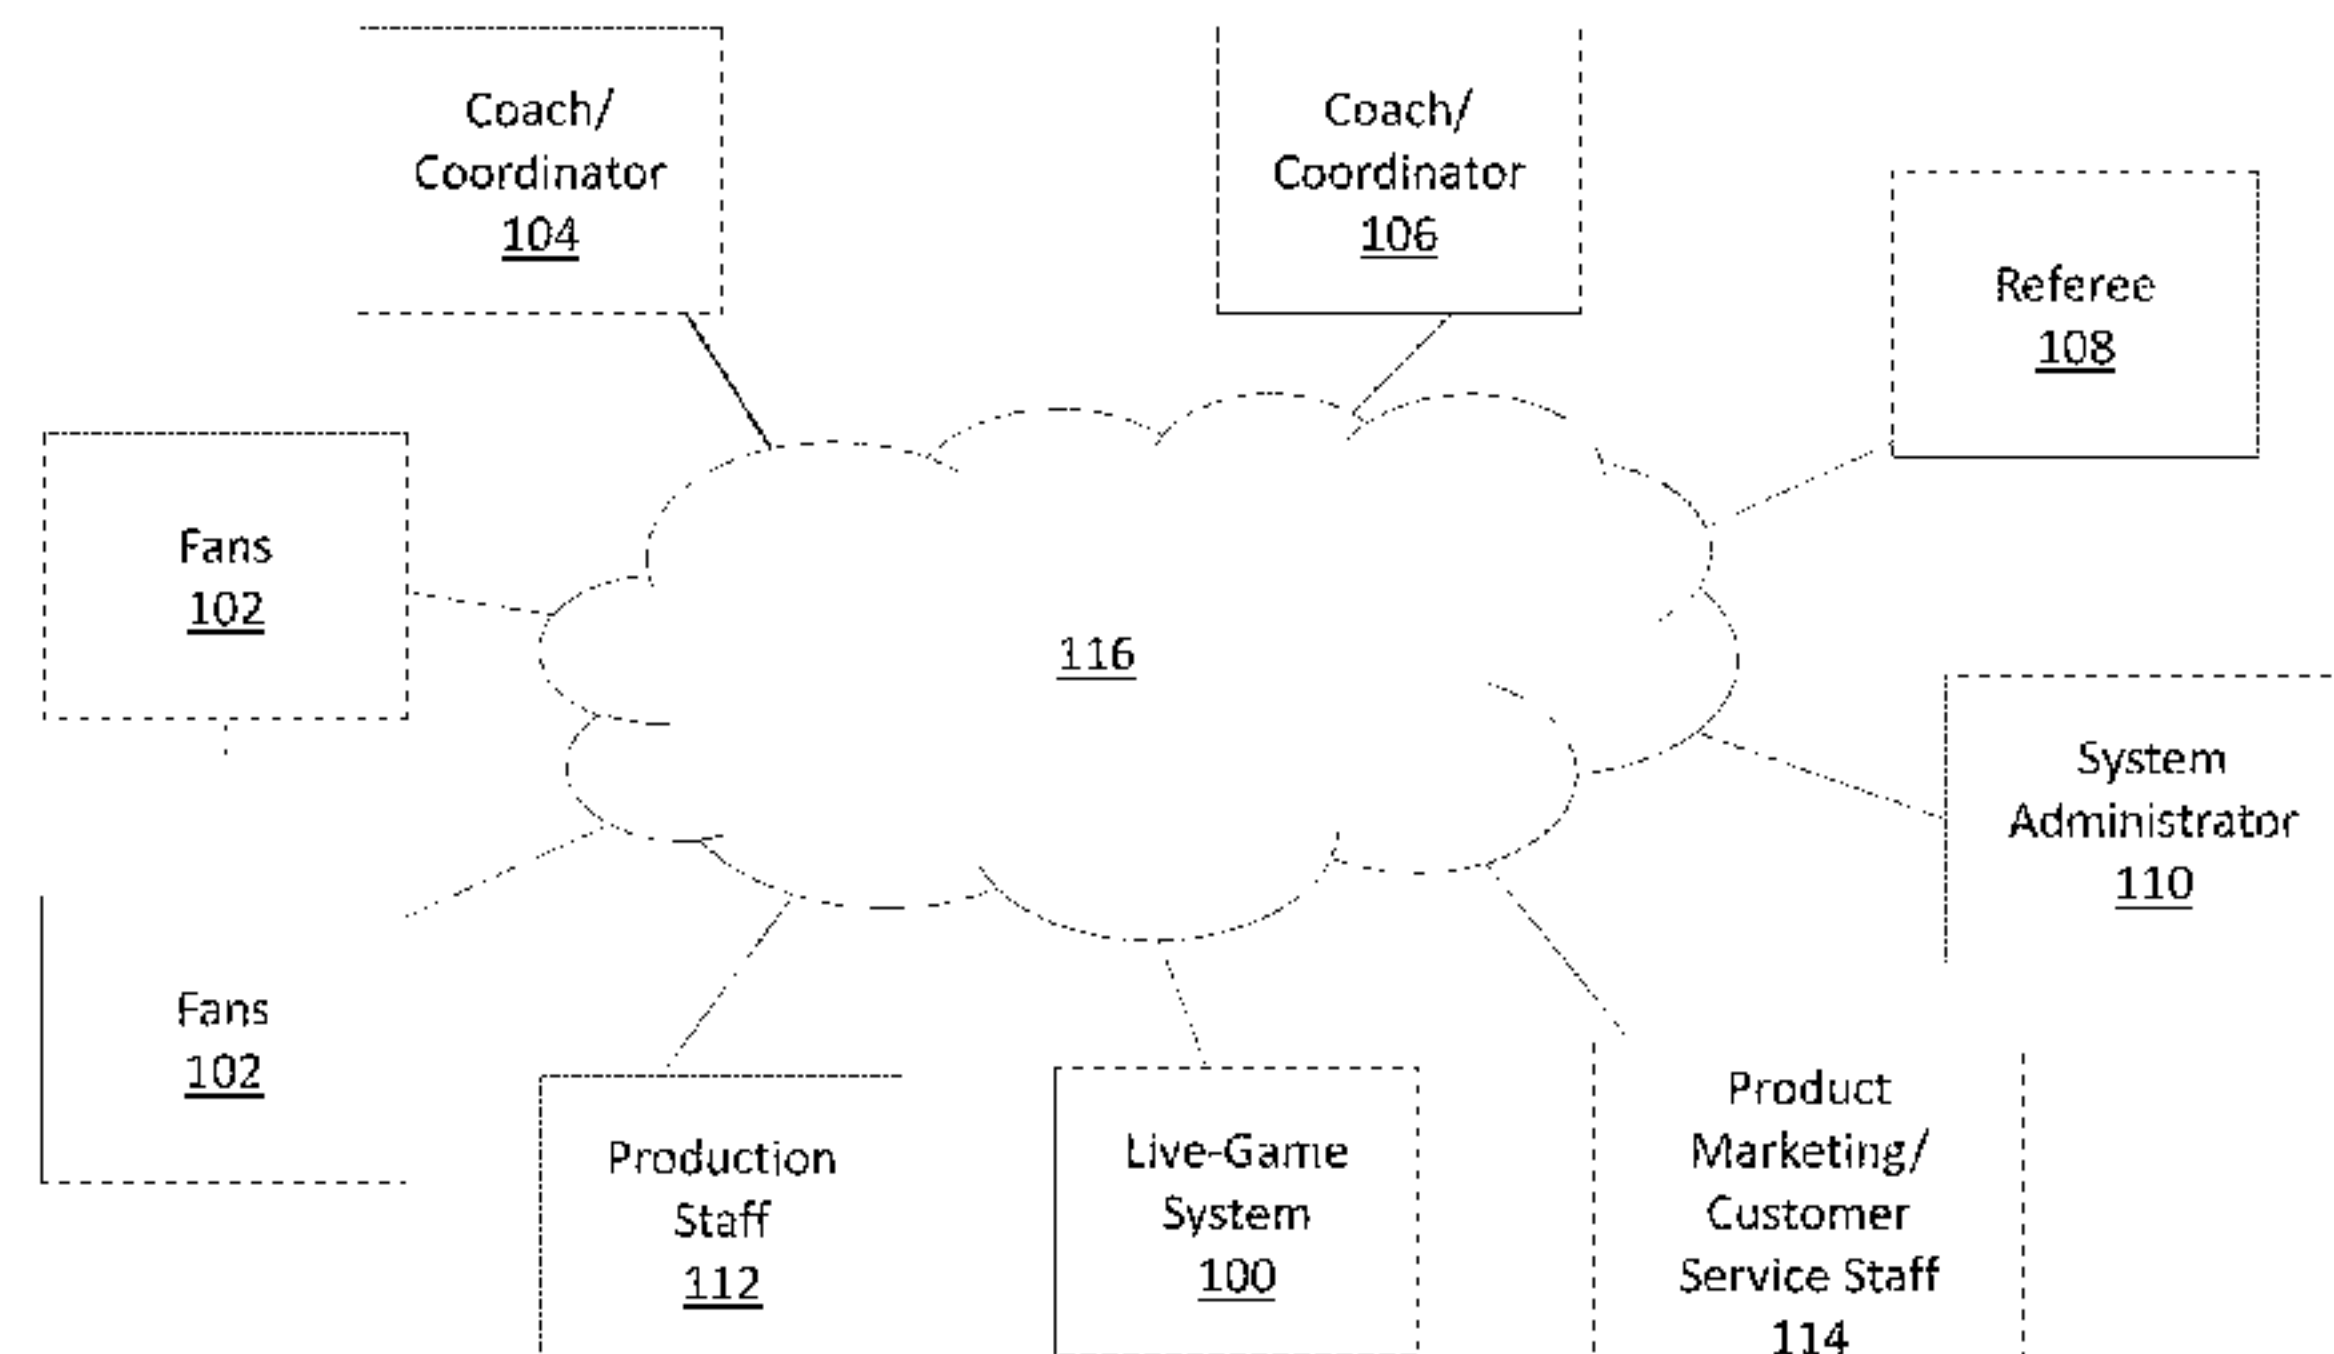 Coach/
Coordinator
104
Coach/
Coordinator
106
Referee
108
Fans
102
116
System
Administrator
110
Fans
102
Production
Staff
112
Live-Game
System
100
Product
Marketing/
Customer
Service Staff
114